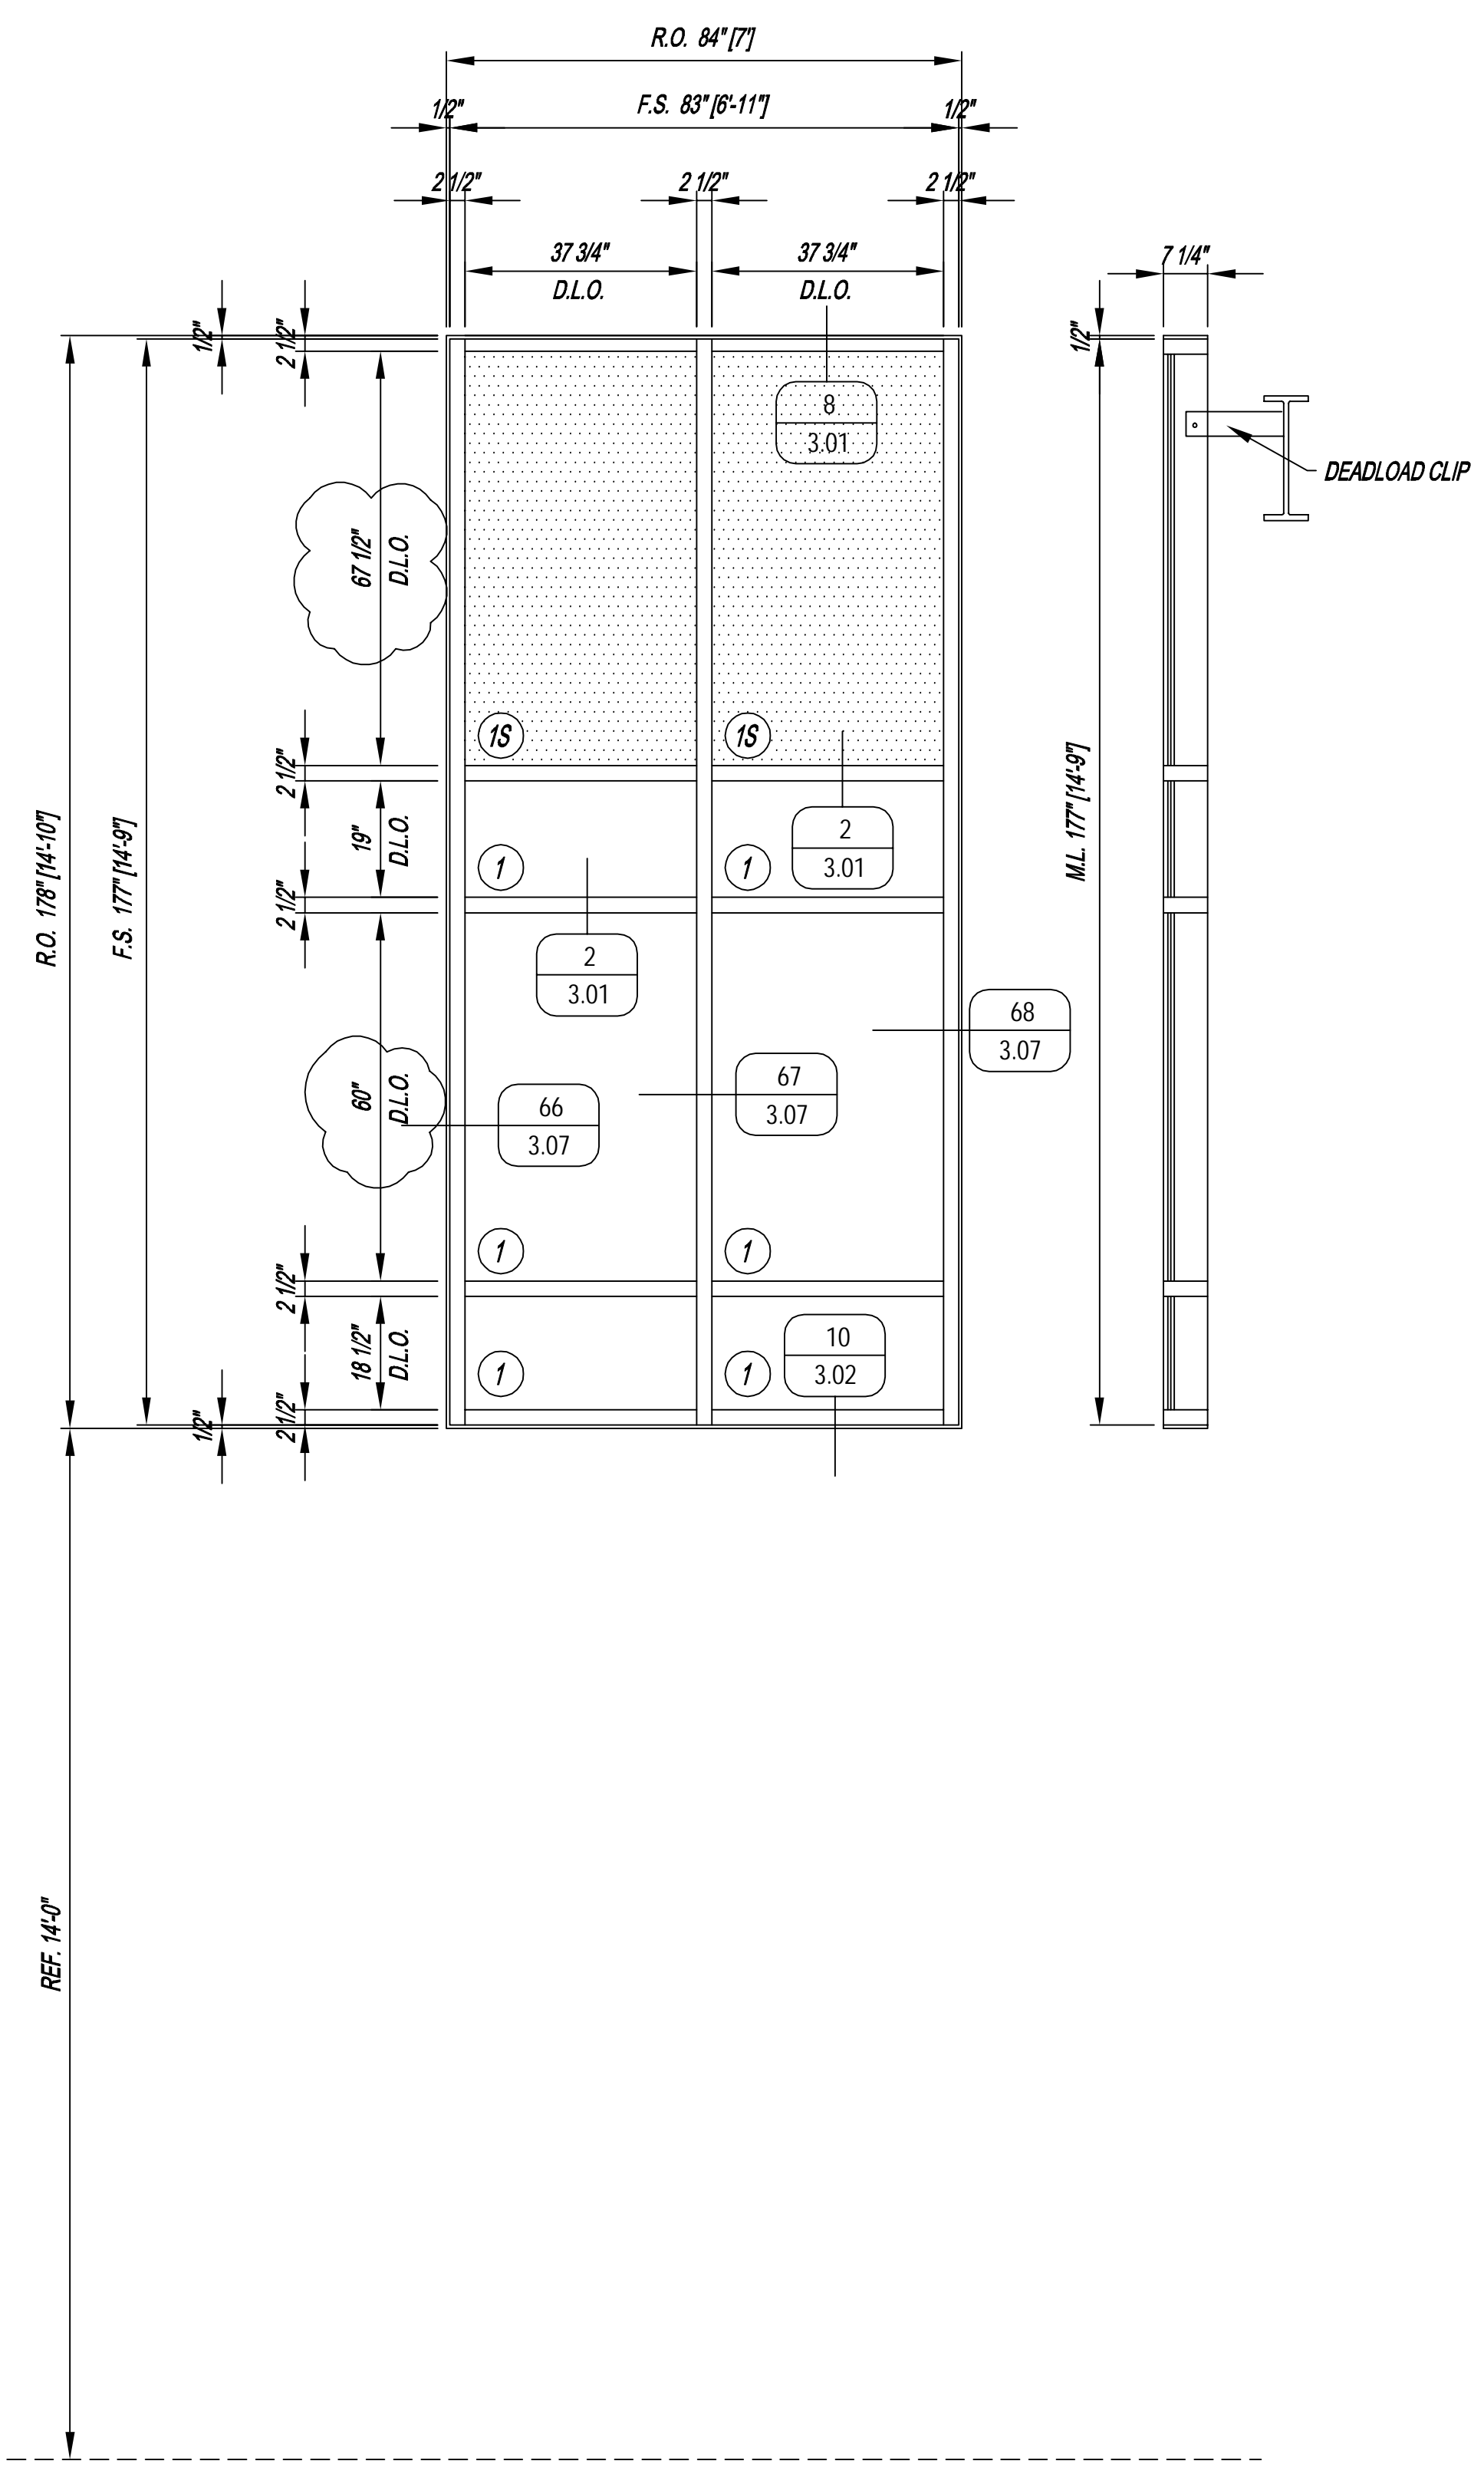 R.O. 84" [7']
1/2"
F.S. 83" [6'-11"]
1/2"
2 1/2"
2 1/2"
2 1/2"
37 3/4"
D.L.O.
37 3/4"
D.L.O.
7 1/4"
1/2"
2 1/2"
1/2"
8
3.01
DEADLOAD CLIP
67 1/2"
D.L.O.
1S
1S
2 1/2"
R.O. 178" [14'-10"]
F.S. 177" [14'-9"]
M.L. 177" [14'-9"]
19"
D.L.O.
2
3.01
1
1
2 1/2"
2
3.01
68
3.07
60"
D.L.O.
66
3.07
67
3.07
1
1
2 1/2"
18 1/2"
D.L.O.
10
3.02
1
1
2 1/2"
1/2"
REF. 14'-0"